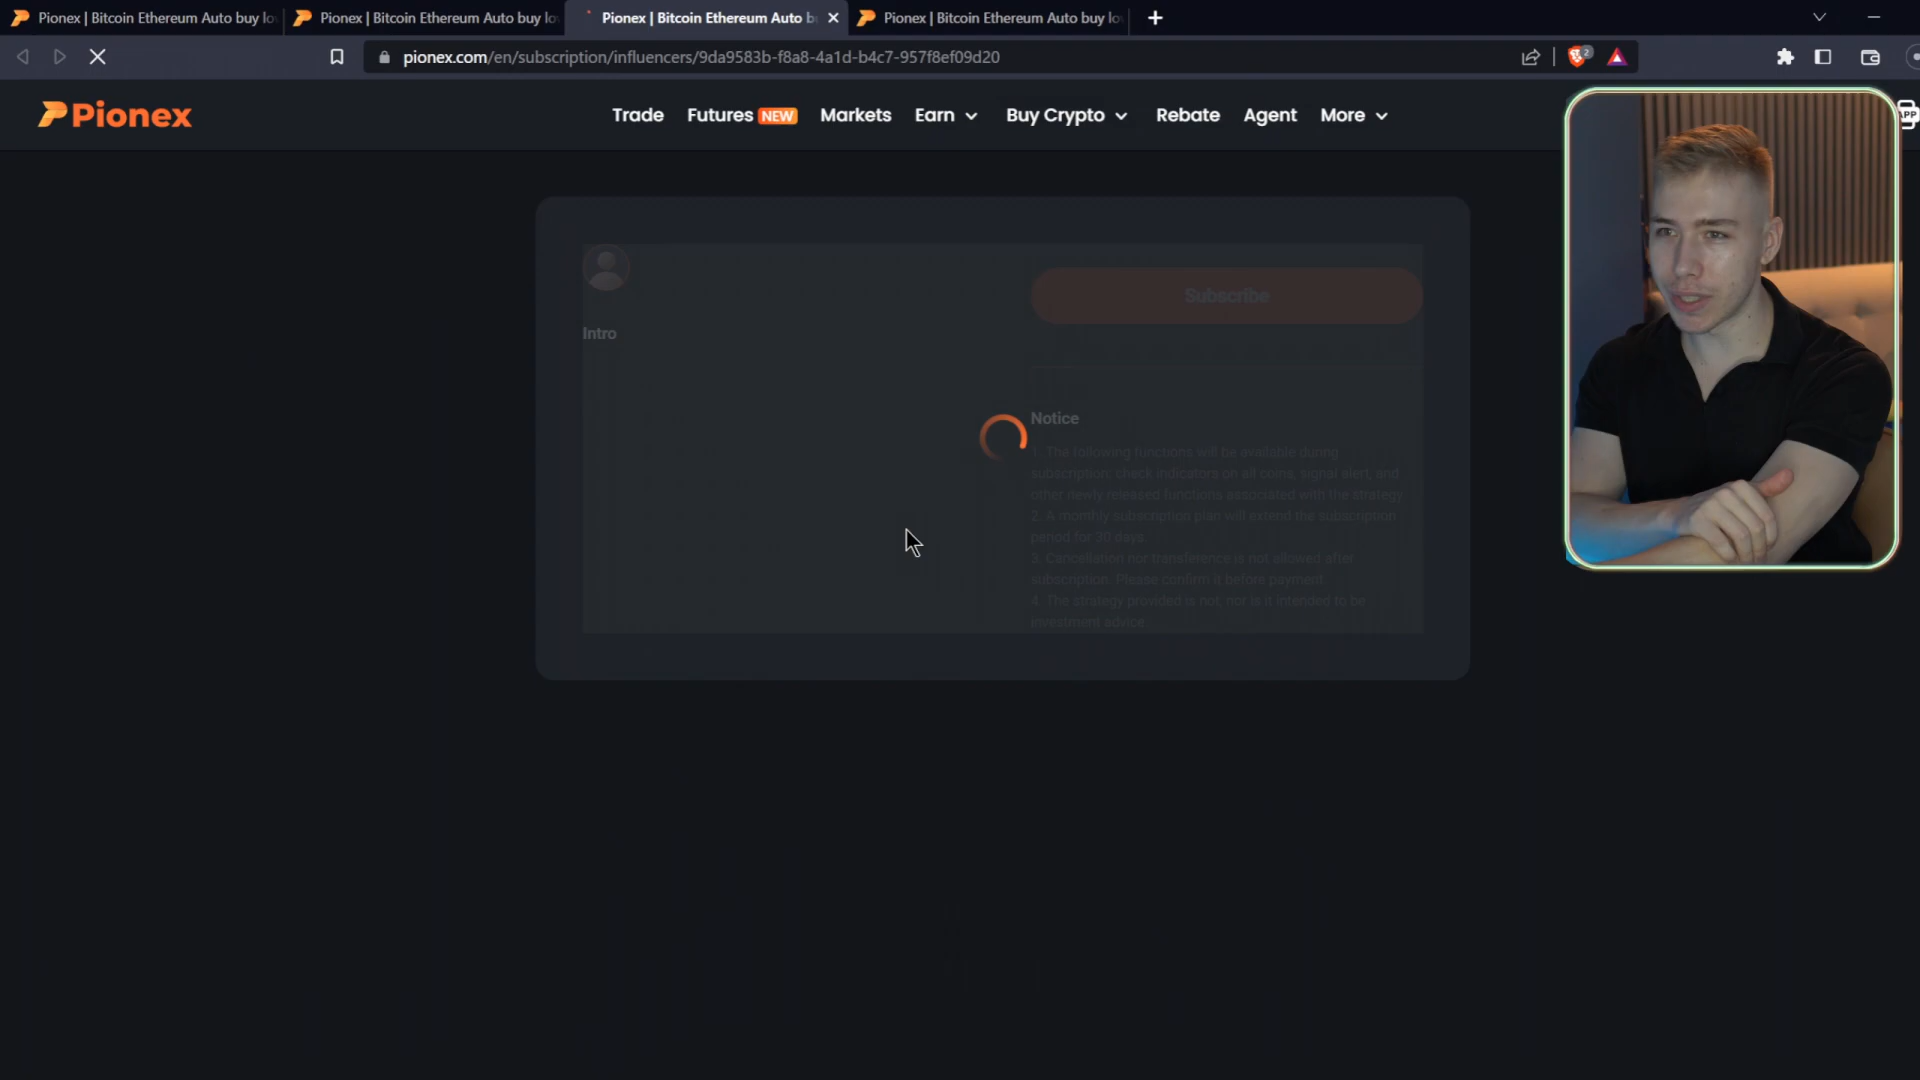 Pionex | Bitcoin Ethereum Auto buy lo
Pionex | Bitcoin Ethereum Auto buy lo
Pionex | Bitcoin Ethereum Auto b
Pionex | Bitcoin Ethereum Auto buy lo
pionex.com/en/subscription/influencers/9da9583b-f8a8-4a1d-b4c7-957f8ef09d20
2
Pionex
Trade
Futures NEW
Markets
Earn
Buy Crypto
Rebate
Agent
More
APP
Subscribe
Intro
Notice
1. The following functions will be available during
subscription: check indicators on all coins, signal alert, and
other newly released functions associated with the strategy
2. A monthly subscription plan will extend the subscription
period for 30 days.
3. Cancellation nor transference is not allowed after
subscription. Please confirm it before payment.
4. The strategy provided is not, nor is it intended to be
investment advice.